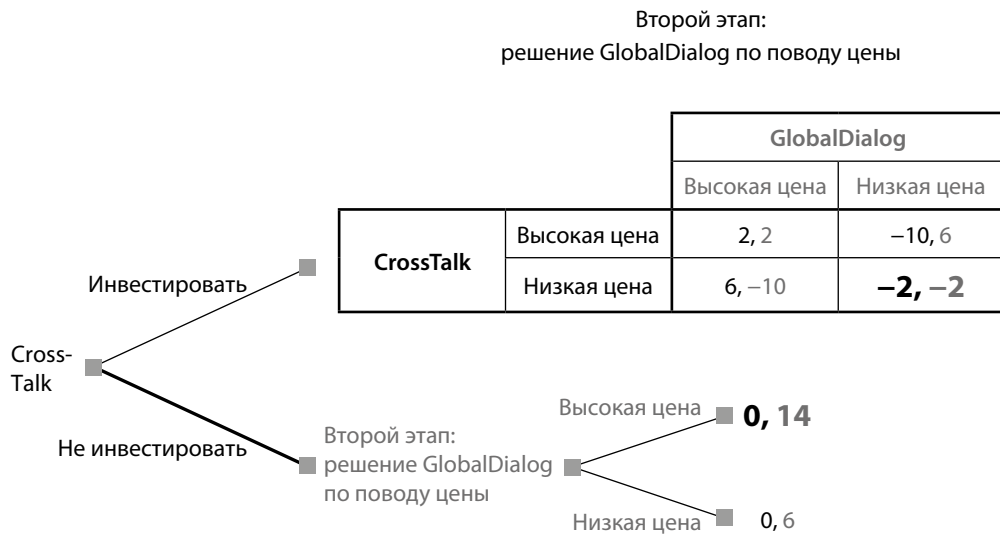 Второй этап:
решение GlobalDialog по поводу цены
GlobalDialog
Высокая цена Низкая цена
CrossTalk
Высокая цена 2, 2 −10, 6
Низкая цена 6, −10 −2, −2
Инвестировать
Cross-
Talk
Не инвестировать
Второй этап:
решение GlobalDialog
по поводу цены
Высокая цена 0, 14
Низкая цена 0, 6